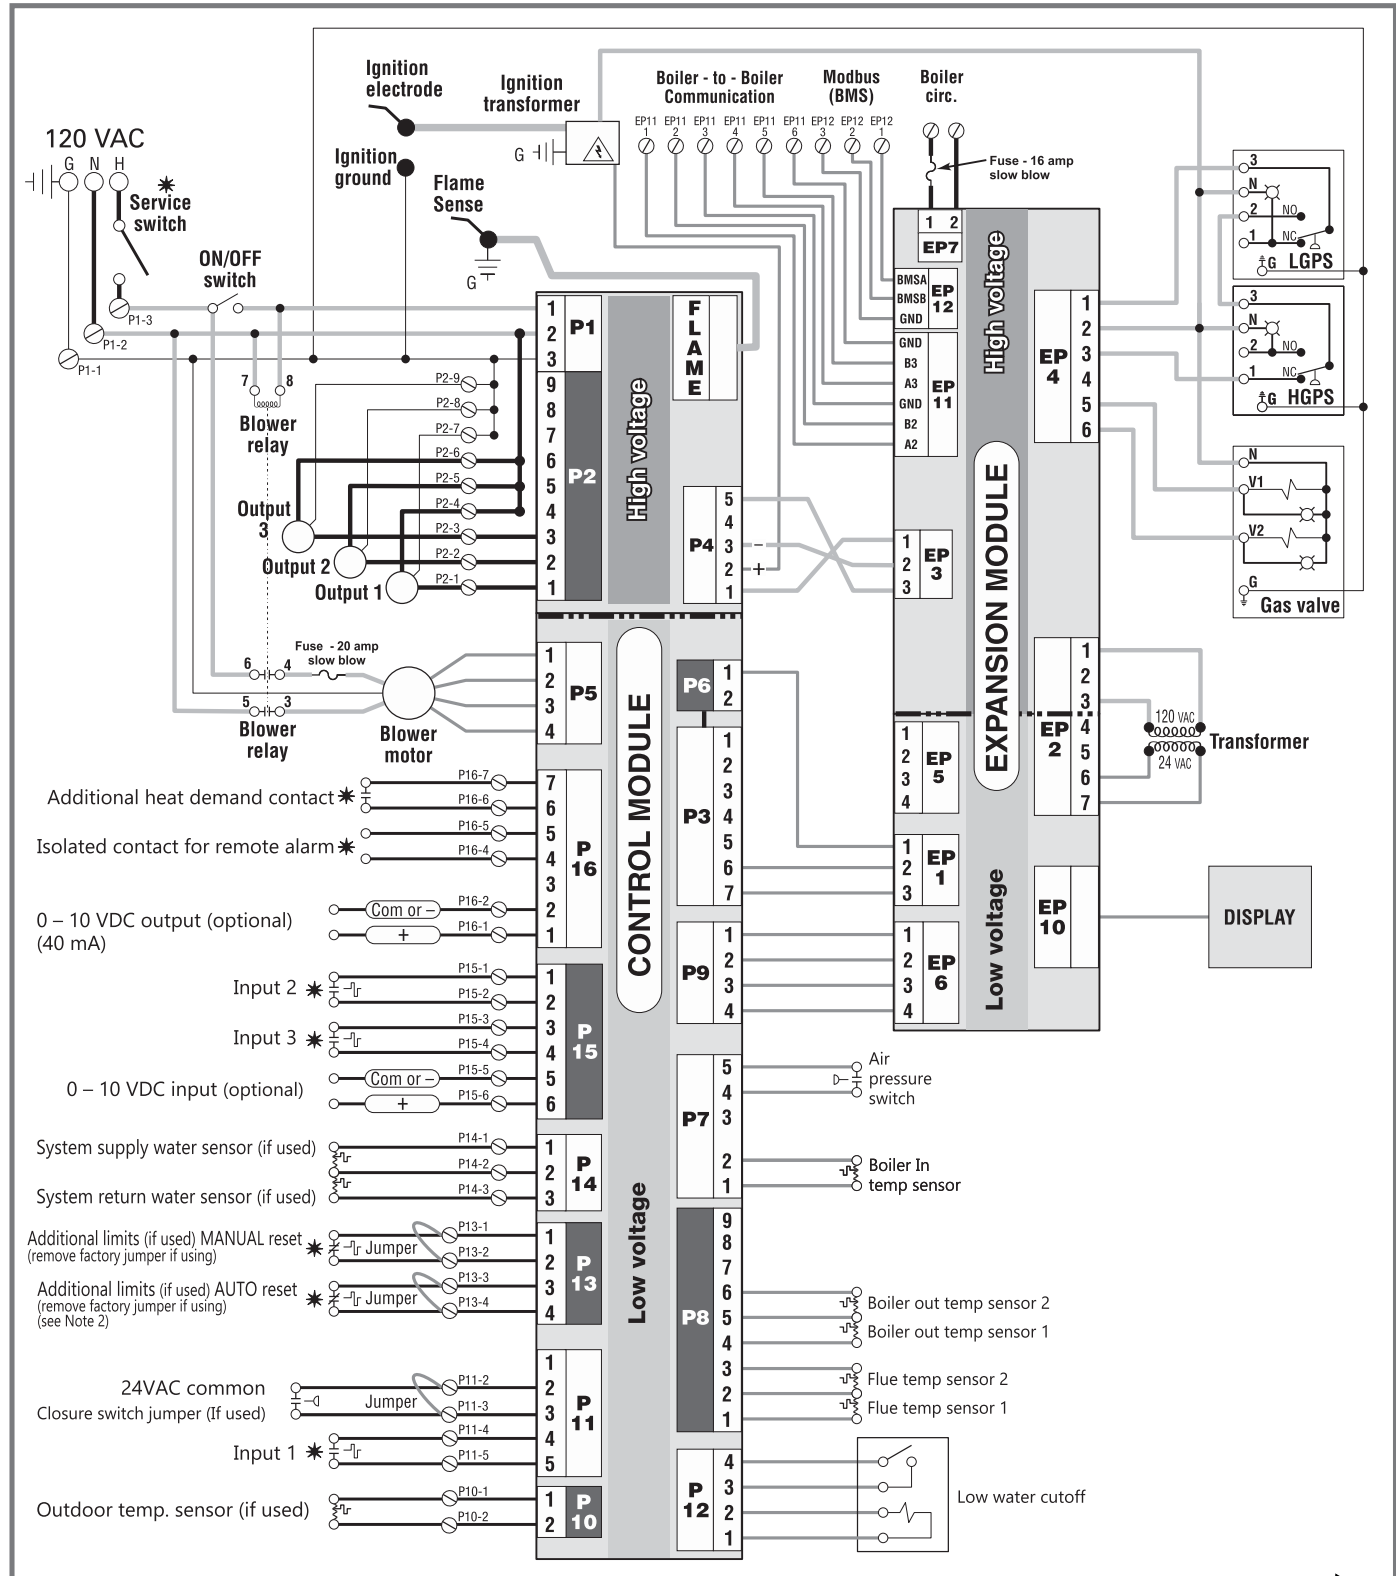 Ignition
electrode
Ignition
transformer
Boiler - to - Boiler
Communication
Modbus
(BMS)
Boiler
circ.
EP11 1
EP11 2
EP11 3
EP11 4
EP11 5
EP11 6
EP12 3
EP12 2
EP12 1
120 VAC
G N H
Ignition
ground
G
Fuse - 16 amp
slow blow
Service
switch
Flame
Sense
G
ON/OFF
switch
P1-3
P1-2
P1-1
7 8
Blower
relay
P2-9
P2-8
P2-7
P2-6
P2-5
P2-4
P2-3
P2-2
P2-1
Output
3
Output 2
Output 1
1
2
3
P1
9
8
7
6
5
4
3
2
1
P2
High voltage
FLAME
5
4
3
2
1
P4
–
+
1 2
EP7
High voltage
BMSA
BMSB
GND
EP
12
GND
B3
A3
GND
B2
A2
EP
11
1
2
3
EP
3
EP
4
1
2
3
4
5
6
3
N
2
1
NO
NC
G LGPS
3
N
2
1
NO
NC
G HGPS
N
V1
V2
G
Gas valve
6 4
Fuse - 20 amp
slow blow
5 3
Blower
relay
Blower
motor
1
2
3
4
P5
CONTROL MODULE
P6
1
2
P3
1
2
3
4
5
6
7
EXPANSION MODULE
1
2
3
4
EP
5
1
2
3
EP
1
1
2
3
4
EP
6
EP
2
1
2
3
4
5
6
7
120 VAC
24 VAC
Transformer
Low voltage
EP
10
DISPLAY
Additional heat demand contact
P16-7
P16-6
Isolated contact for remote alarm
P16-5
P16-4
0 – 10 VDC output (optional)
(40 mA)
Com or –
P16-2
+
P16-1
7
6
5
4
3
2
1
P
16
P9
1
2
3
4
Input 2
P15-1
P15-2
Input 3
P15-3
P15-4
0 – 10 VDC input (optional)
Com or –
P15-5
+
P15-6
1
2
3
4
5
6
P
15
P7
5
4
3
2
1
Air
pressure
switch
Boiler In
temp sensor
System supply water sensor (if used)
P14-1
P14-2
System return water sensor (if used)
P14-3
1
2
3
P
14
Low voltage
Additional limits (if used) MANUAL reset
(remove factory jumper if using)
Jumper
P13-1
P13-2
Additional limits (if used) AUTO reset
(remove factory jumper if using)
(see Note 2)
Jumper
P13-3
P13-4
1
2
3
4
P
13
P8
9
8
7
6
5
4
3
2
1
Boiler out temp sensor 2
Boiler out temp sensor 1
Flue temp sensor 2
Flue temp sensor 1
24VAC common
Closure switch jumper (If used)
Jumper
P11-2
P11-3
Input 1
P11-4
P11-5
1
2
3
4
5
P
11
P
12
4
3
2
1
Low water cutoff
Outdoor temp. sensor (if used)
P10-1
P10-2
1
2
P
10